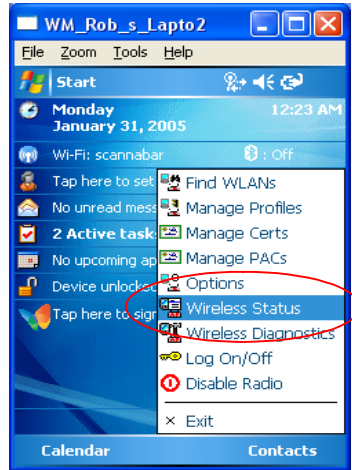 WM_Rob_s_Lapto2
File Zoom Tools Help
Start
Monday 12:23 AM
January 31, 2005
Wi-Fi: scannabar : Off
Tap here to set
No unread mess
2 Active task
No upcoming ap
Device unlocked
Tap here to sign
Find WLANs
Manage Profiles
Manage Certs
Manage PACs
Options
Wireless Status
Wireless Diagnostics
Log On/Off
Disable Radio
Exit
Calendar Contacts